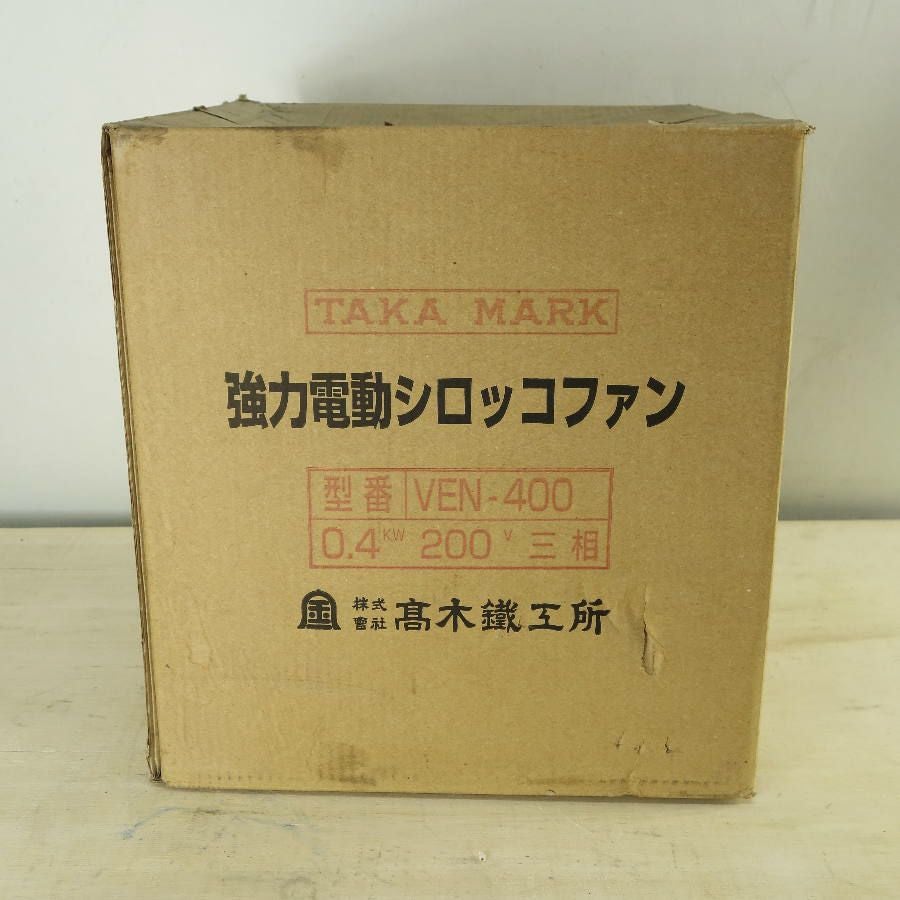 TAKA MARK
強力電動シロッコファン
型番 VEN-400
0.4KW 200V 三相
株式會社 髙木鐵工所